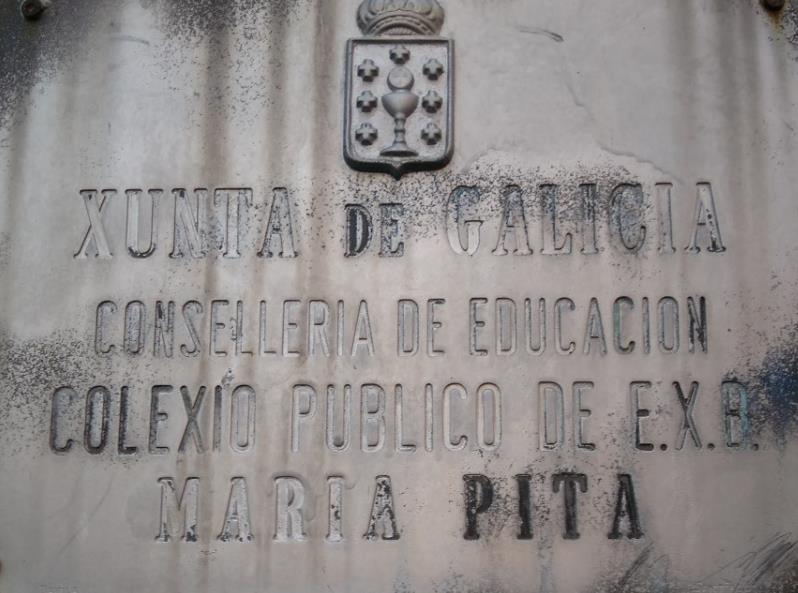 XUNTA DE GALICIA
CONSELLERIA DE EDUCACION
COLEXIO PUBLICO DE E.X.B.
MARIA PITA